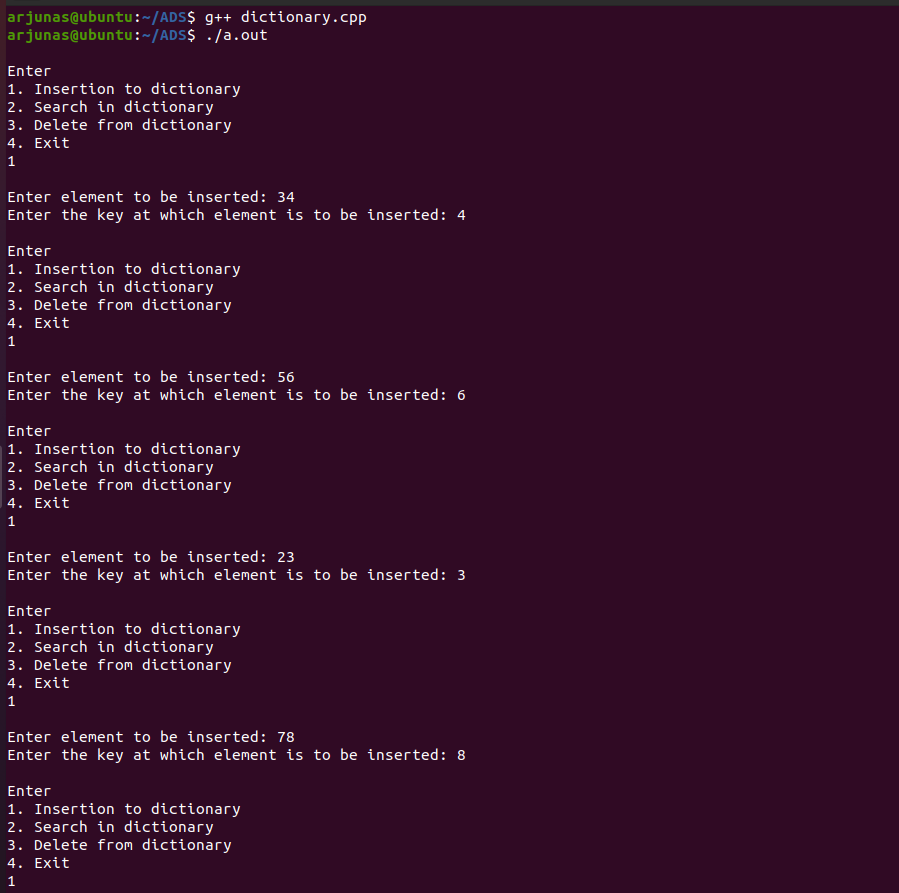 arjunas@ubuntu:~/ADS$ g++ dictionary.cpp
arjunas@ubuntu:~/ADS$ ./a.out
Enter
1. Insertion to dictionary
2. Search in dictionary
3. Delete from dictionary
4. Exit
1
Enter element to be inserted: 34
Enter the key at which element is to be inserted: 4
Enter
1. Insertion to dictionary
2. Search in dictionary
3. Delete from dictionary
4. Exit
1
Enter element to be inserted: 56
Enter the key at which element is to be inserted: 6
Enter
1. Insertion to dictionary
2. Search in dictionary
3. Delete from dictionary
4. Exit
1
Enter element to be inserted: 23
Enter the key at which element is to be inserted: 3
Enter
1. Insertion to dictionary
2. Search in dictionary
3. Delete from dictionary
4. Exit
1
Enter element to be inserted: 78
Enter the key at which element is to be inserted: 8
Enter
1. Insertion to dictionary
2. Search in dictionary
3. Delete from dictionary
4. Exit
1